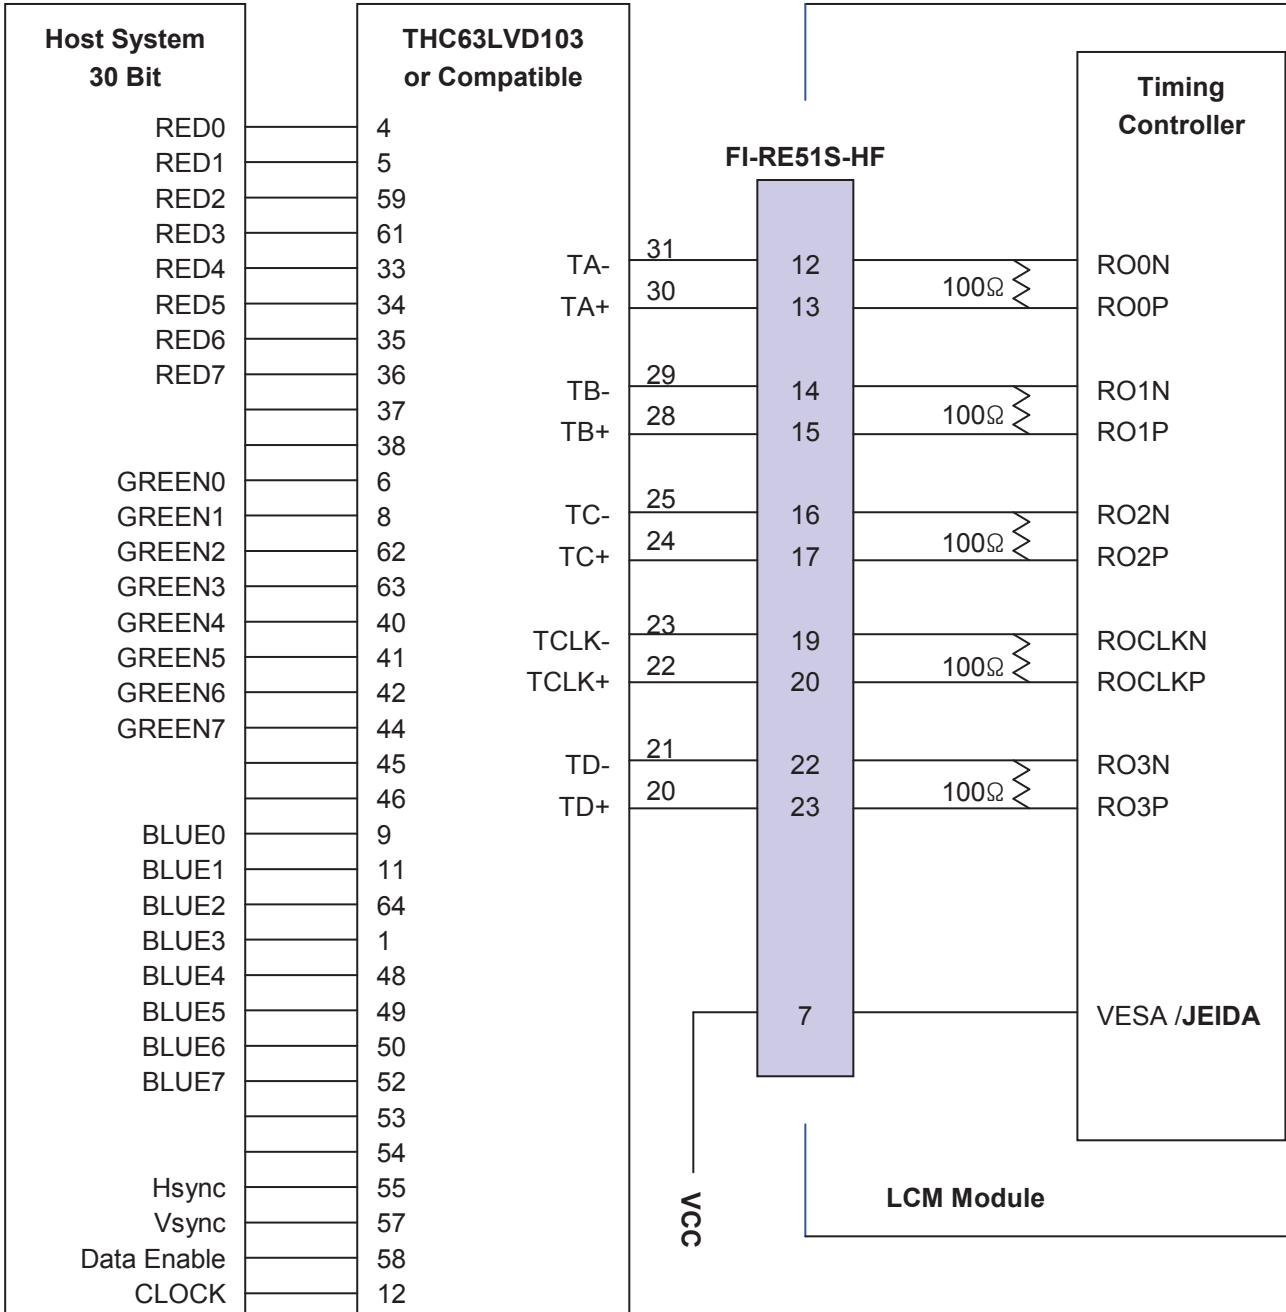 Host System
30 Bit
THC63LVD103
or Compatible
Timing
Controller
FI-RE51S-HF
RED0 4
RED1 5
RED2 59
RED3 61
RED4 33
RED5 34
RED6 35
RED7 36
37
38
GREEN0 6
GREEN1 8
GREEN2 62
GREEN3 63
GREEN4 40
GREEN5 41
GREEN6 42
GREEN7 44
45
46
BLUE0 9
BLUE1 11
BLUE2 64
BLUE3 1
BLUE4 48
BLUE5 49
BLUE6 50
BLUE7 52
53
54
Hsync 55
Vsync 57
Data Enable 58
CLOCK 12
TA- 31 12 RO0N
100Ω
TA+ 30 13 RO0P
TB- 29 14 RO1N
100Ω
TB+ 28 15 RO1P
TC- 25 16 RO2N
100Ω
TC+ 24 17 RO2P
TCLK- 23 19 ROCLKN
100Ω
TCLK+ 22 20 ROCLKP
TD- 21 22 RO3N
100Ω
TD+ 20 23 RO3P
7 VESA /JEIDA
VCC
LCM Module